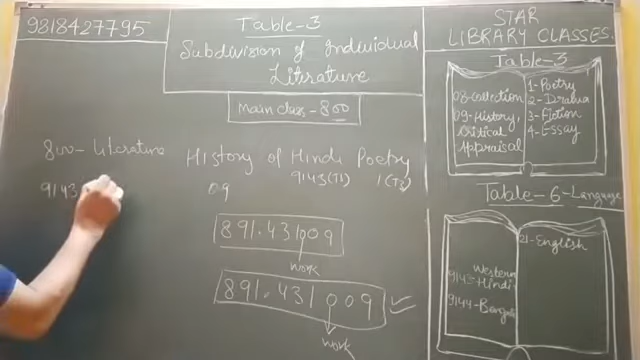 9818427795
Table-3
Subdivision of Individual
Literature
Main class-800
800- Literature
9143
History of Hindi Poetry
9143(T1) 1(T3)
09
891.431009
work
891.431009
work
STAR
LIBRARY CLASSES.
Table-3
08-Collection
09-History,
Critical
Appraisal
1-Poetry
2-Drama
3-Fiction
4-Essay
Table-6-Language
Western
9143-Hindi
9144-Bengali
21-English